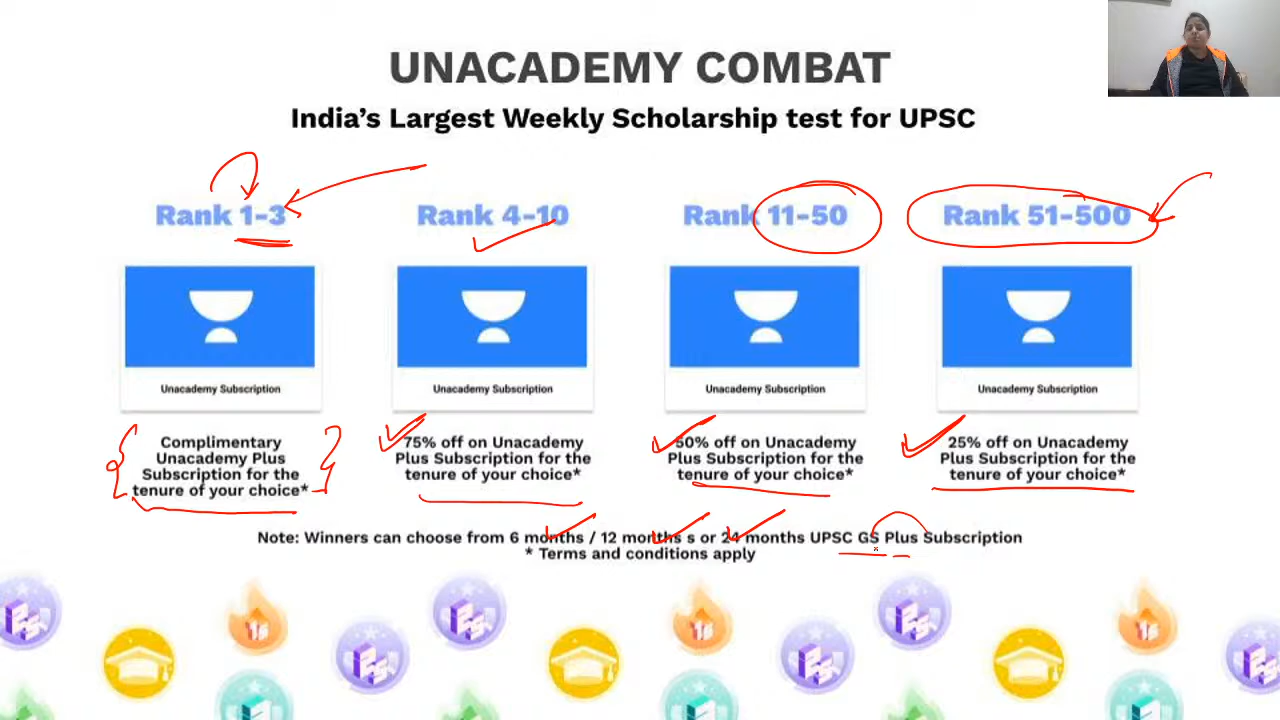 UNACADEMY COMBAT
India's Largest Weekly Scholarship test for UPSC
Rank 1-3
Rank 4-10
Rank 11-50
Rank 51-500
Unacademy Subscription
Unacademy Subscription
Unacademy Subscription
Unacademy Subscription
Complimentary
Unacademy Plus
Subscription for the
tenure of your choice*
75% off on Unacademy
Plus Subscription for the
tenure of your choice*
50% off on Unacademy
Plus Subscription for the
tenure of your choice*
25% off on Unacademy
Plus Subscription for the
tenure of your choice*
Note: Winners can choose from 6 months / 12 months s or 24 months UPSC GS Plus Subscription
* Terms and conditions apply